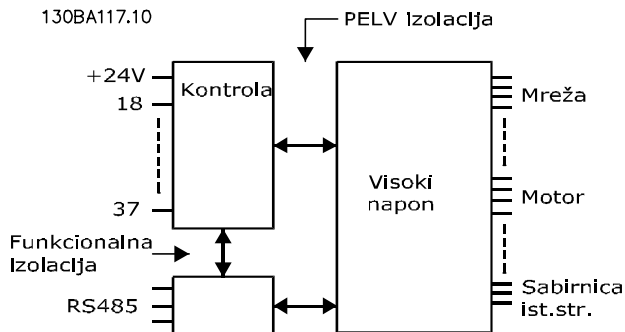 130BA117.10
PELV Izolacija
+24V
18
37
Kontrola
Visoki
napon
Mreža
Motor
Sabirnica
ist.str.
Funkcionalna
Izolacija
RS485